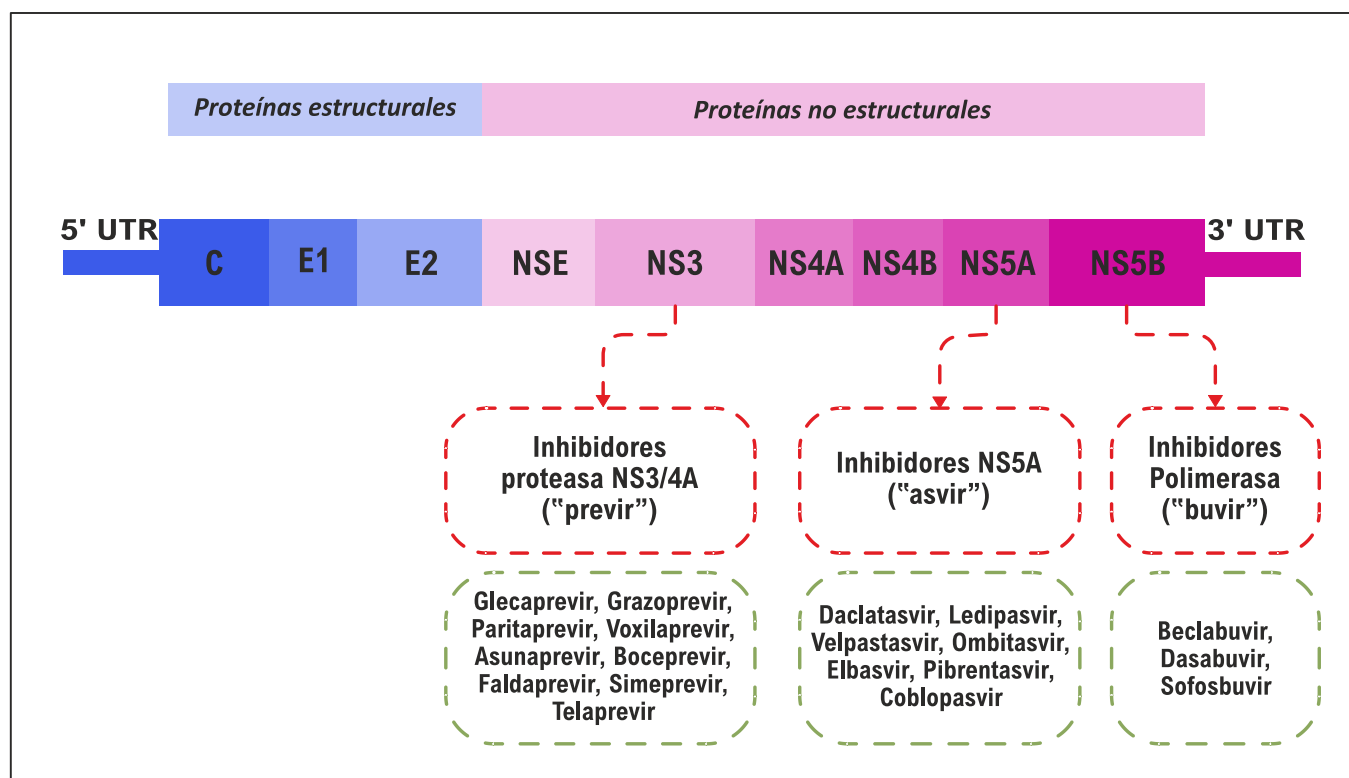 Proteínas estructurales
Proteínas no estructurales
5' UTR
C
E1
E2
NSE
NS3
NS4A
NS4B
NS5A
NS5B
3' UTR
Inhibidores
proteasa NS3/4A
("previr”)
Inhibidores NS5A
("asvir”)
Inhibidores
Polimerasa
("buvir”)
Glecaprevir, Grazoprevir,
Paritaprevir, Voxilaprevir,
Asunaprevir, Boceprevir,
Faldaprevir, Simeprevir,
Telaprevir
Daclatasvir, Ledipasvir,
Velpastasvir, Ombitasvir,
Elbasvir, Pibrentasvir,
Coblopasvir
Beclabuvir,
Dasabuvir,
Sofosbuvir